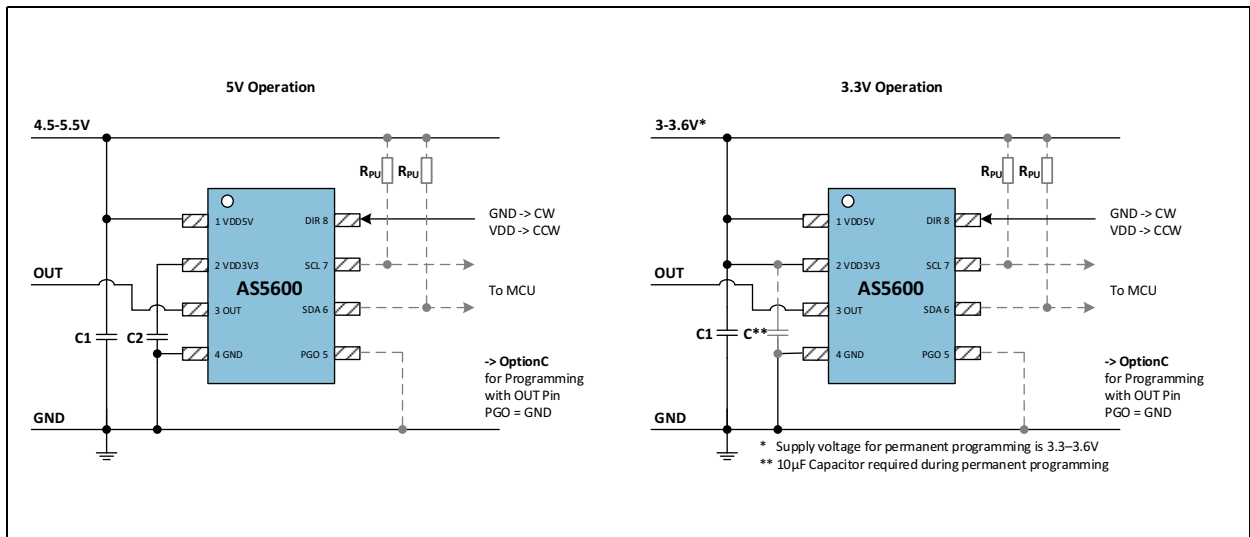 5V Operation
4.5-5.5V
RPU RPU
1 VDD5V
DIR 8
GND -> CW
VDD -> CCW
2 VDD3V3
SCL 7
OUT
AS5600
To MCU
3 OUT
SDA 6
C1
C2
4 GND
PGO 5
-> OptionC
for Programming
with OUT Pin
PGO = GND
GND
3.3V Operation
3-3.6V*
RPU RPU
1 VDD5V
DIR 8
GND -> CW
VDD -> CCW
2 VDD3V3
SCL 7
OUT
AS5600
To MCU
3 OUT
SDA 6
C1
C**
4 GND
PGO 5
-> OptionC
for Programming
with OUT Pin
PGO = GND
GND
* Supply voltage for permanent programming is 3.3–3.6V
** 10µF Capacitor required during permanent programming